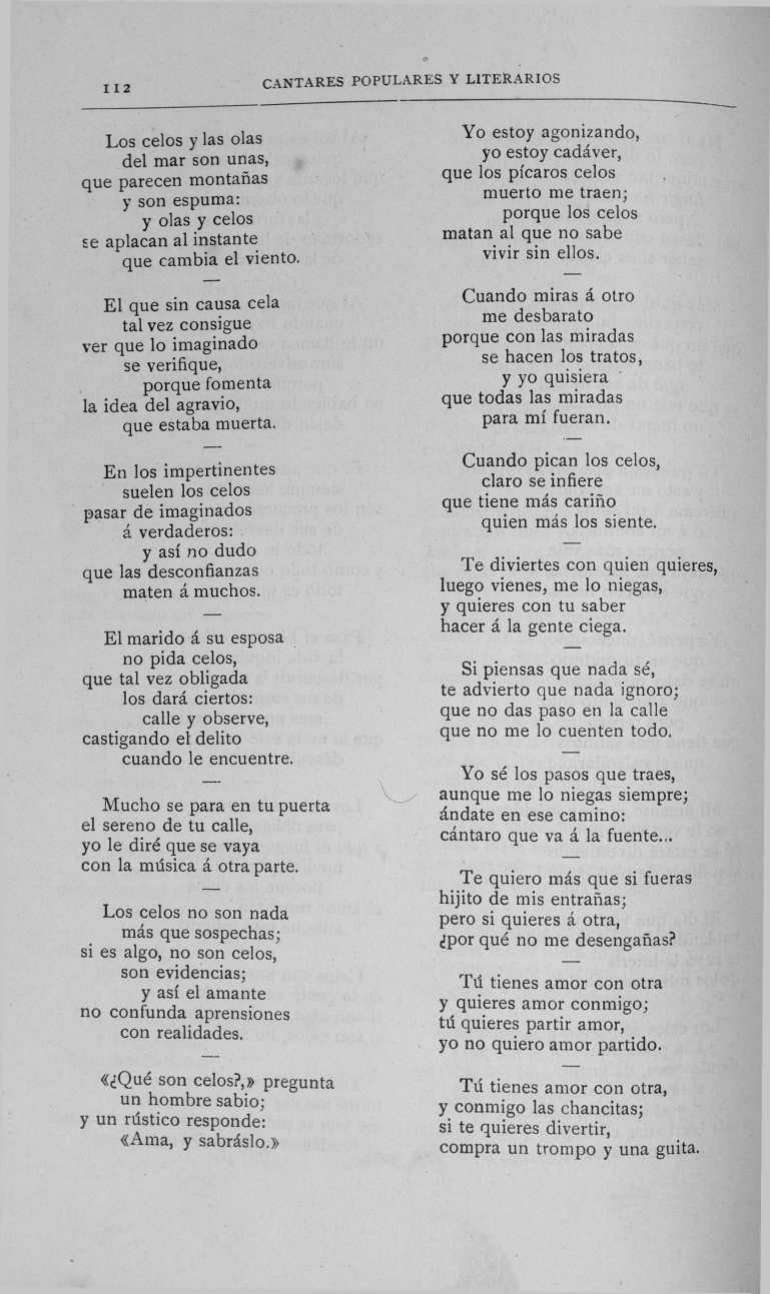 112
CANTARES POPULARES Y LITERARIOS
Los celos y las olas
del mar son unas,
que parecen montañas
y son espuma:
y olas y celos
se aplacan al instante
que cambia el viento.
—
El que sin causa cela
tal vez consigue
ver que lo imaginado
se verifique,
porque fomenta
la idea del agravio,
que estaba muerta.
—
En los impertinentes
suelen los celos
pasar de imaginados
á verdaderos:
y así no dudo
que las desconfianzas
maten á muchos.
—
El marido á su esposa
no pida celos,
que tal vez obligada
los dará ciertos:
calle y observe,
castigando el delito
cuando le encuentre.
—
Mucho se para en tu puerta
el sereno de tu calle,
yo le diré que se vaya
con la música á otra parte.
—
Los celos no son nada
más que sospechas;
si es algo, no son celos,
son evidencias;
y así el amante
no confunda aprensiones
con realidades.
—
«¿Qué son celos?,» pregunta
un hombre sabio;
y un rústico responde:
«Ama, y sabráslo.»
Yo estoy agonizando,
yo estoy cadáver,
que los pícaros celos
muerto me traen;
porque los celos
matan al que no sabe
vivir sin ellos.
—
Cuando miras á otro
me desbarato
porque con las miradas
se hacen los tratos,
y yo quisiera
que todas las miradas
para mí fueran.
—
Cuando pican los celos,
claro se infiere
que tiene más cariño
quien más los siente.
—
Te diviertes con quien quieres,
luego vienes, me lo niegas,
y quieres con tu saber
hacer á la gente ciega.
—
Si piensas que nada sé,
te advierto que nada ignoro;
que no das paso en la calle
que no me lo cuenten todo.
—
Yo sé los pasos que traes,
aunque me lo niegas siempre;
ándate en ese camino:
cántaro que va á la fuente...
—
Te quiero más que si fueras
hijito de mis entrañas;
pero si quieres á otra,
¿por qué no me desengañas?
—
Tú tienes amor con otra
y quieres amor conmigo;
tú quieres partir amor,
yo no quiero amor partido.
—
Tú tienes amor con otra,
y conmigo las chancitas;
si te quieres divertir,
compra un trompo y una guita.